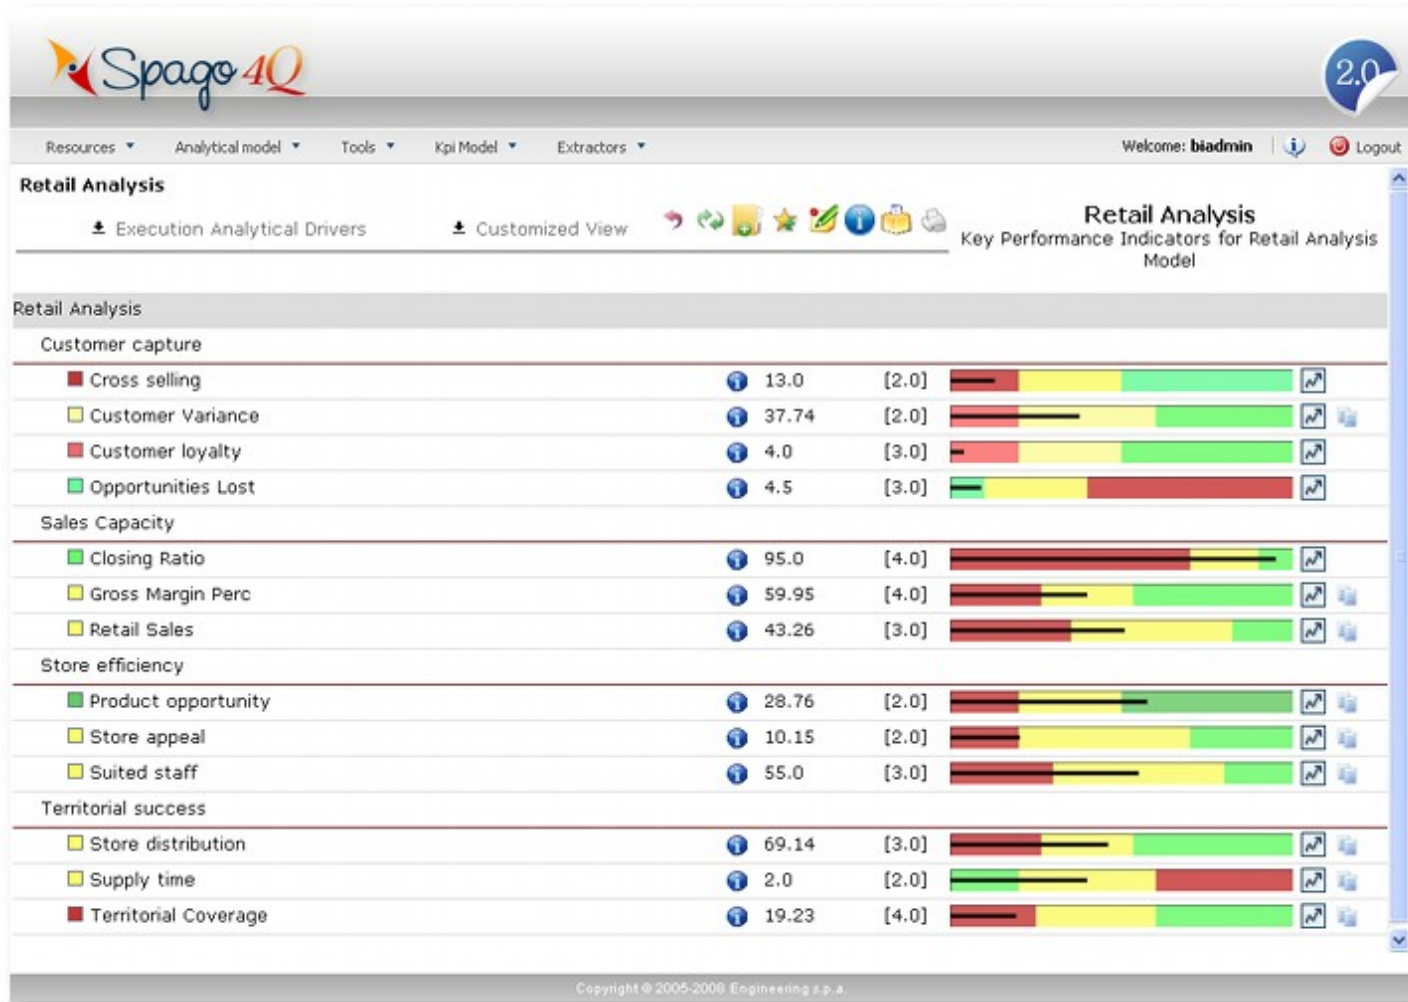 Spago 4Q
2.0
Resources Analytical model Tools Kpi Model Extractors Welcome: biadmin Logout
Retail Analysis
Execution Analytical Drivers Customized View
Retail Analysis
Key Performance Indicators for Retail Analysis
Model
Retail Analysis
Customer capture
Cross selling 13.0 [2.0]
Customer Variance 37.74 [2.0]
Customer loyalty 4.0 [3.0]
Opportunities Lost 4.5 [3.0]
Sales Capacity
Closing Ratio 95.0 [4.0]
Gross Margin Perc 59.95 [4.0]
Retail Sales 43.26 [3.0]
Store efficiency
Product opportunity 28.76 [2.0]
Store appeal 10.15 [2.0]
Suited staff 55.0 [3.0]
Territorial success
Store distribution 69.14 [3.0]
Supply time 2.0 [2.0]
Territorial Coverage 19.23 [4.0]
Copyright © 2005-2008 Engineering s.p.a.